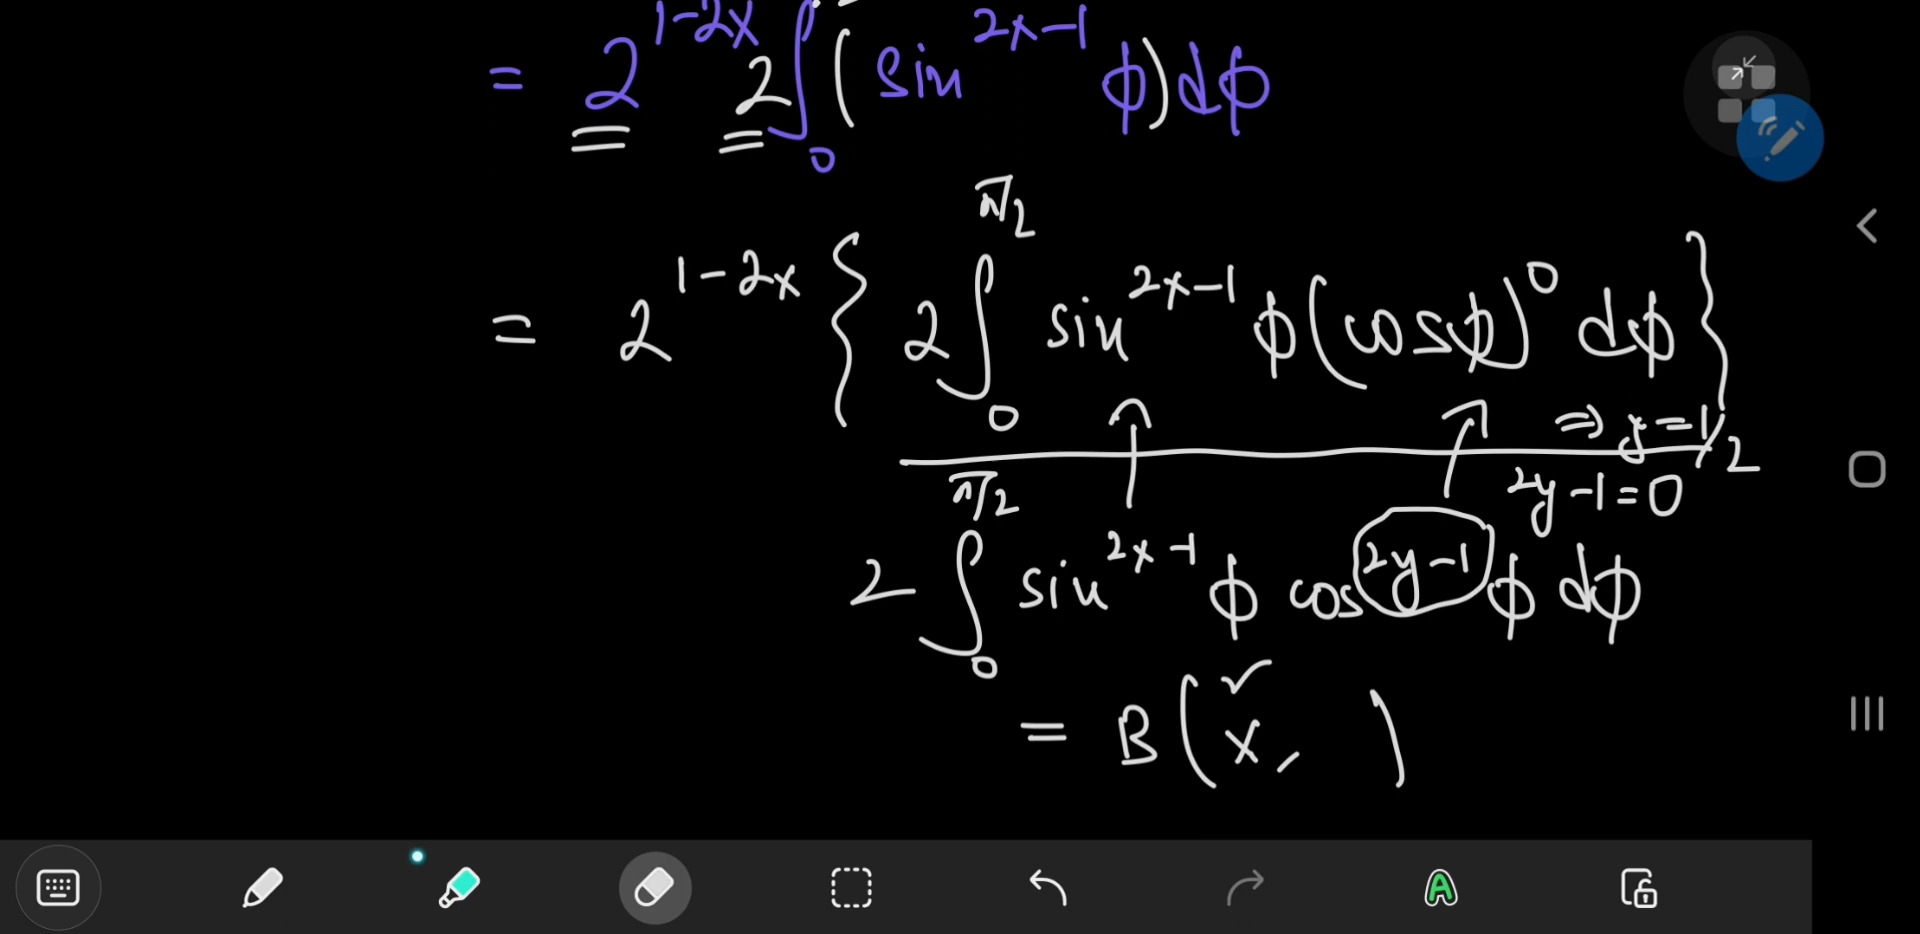 = 2^{1-2x} 2 ∫_0 (sin^{2x-1} φ) dφ
= 2^{1-2x} { 2 ∫_0^{π/2} sin^{2x-1} φ (cosφ)^0 dφ }
⇒ y = 1/2
2y-1=0
2 ∫_0^{π/2} sin^{2x-1} φ cos^{2y-1} φ dφ
= B ( x, )
A